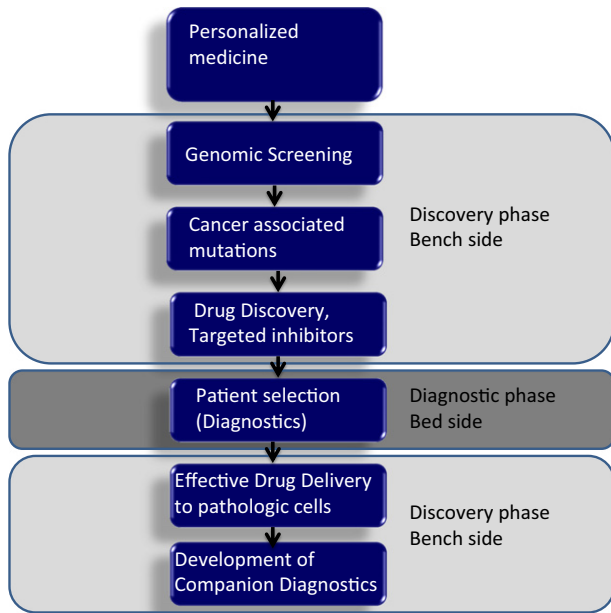 Personalized
medicine
Genomic Screening
Cancer associated
mutations
Discovery phase
Bench side
Drug Discovery,
Targeted inhibitors
Patient selection
(Diagnostics)
Diagnostic phase
Bed side
Effective Drug Delivery
to pathologic cells
Discovery phase
Bench side
Development of
Companion Diagnostics